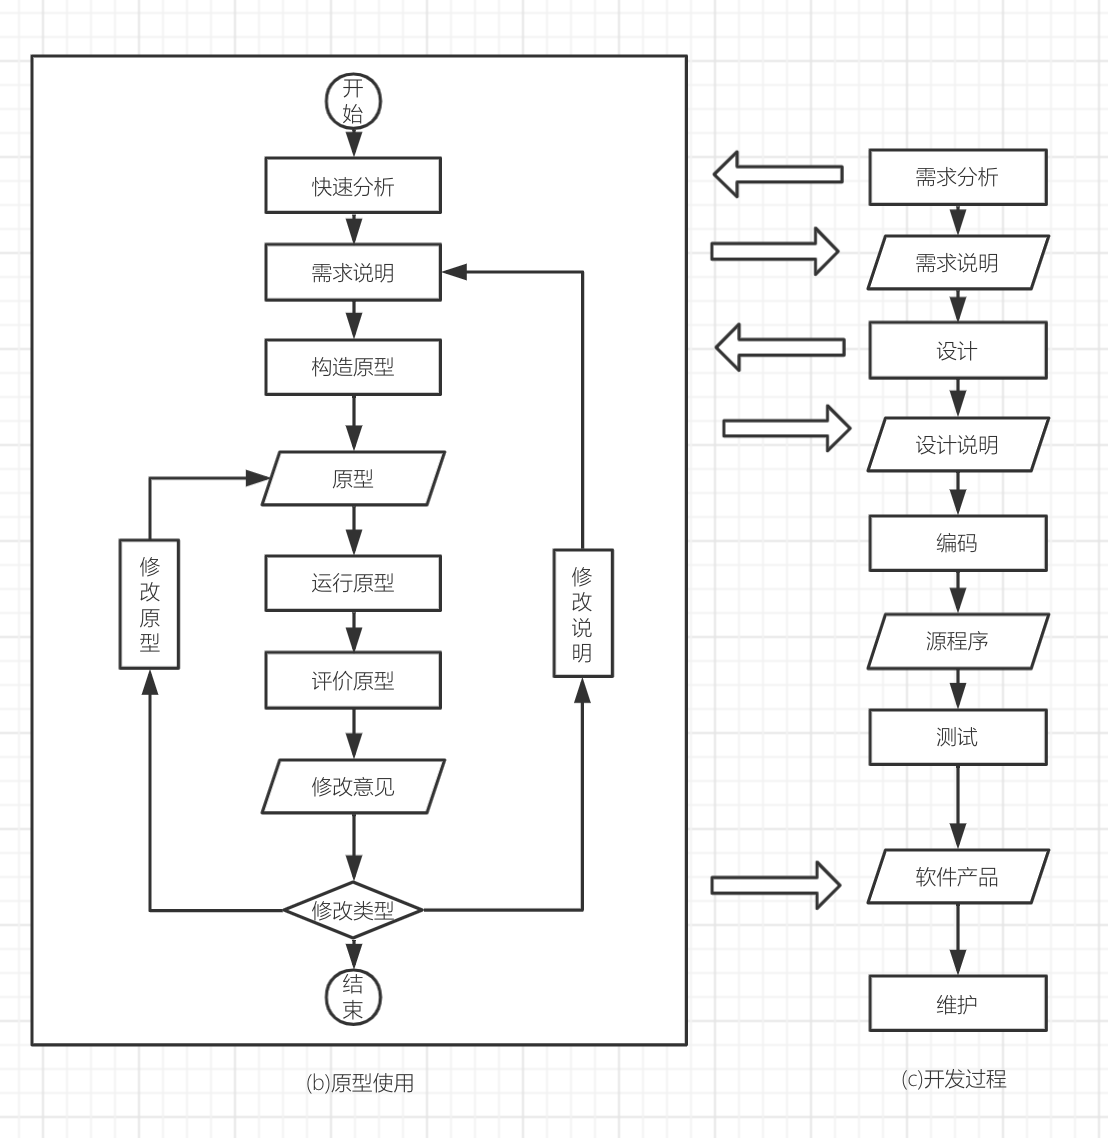 开
始
快速分析
需求说明
构造原型
原型
修
改
原
型
运行原型
修
改
说
明
评价原型
修改意见
修改类型
结
束
(b)原型使用
需求分析
需求说明
设计
设计说明
编码
源程序
测试
软件产品
维护
(c)开发过程